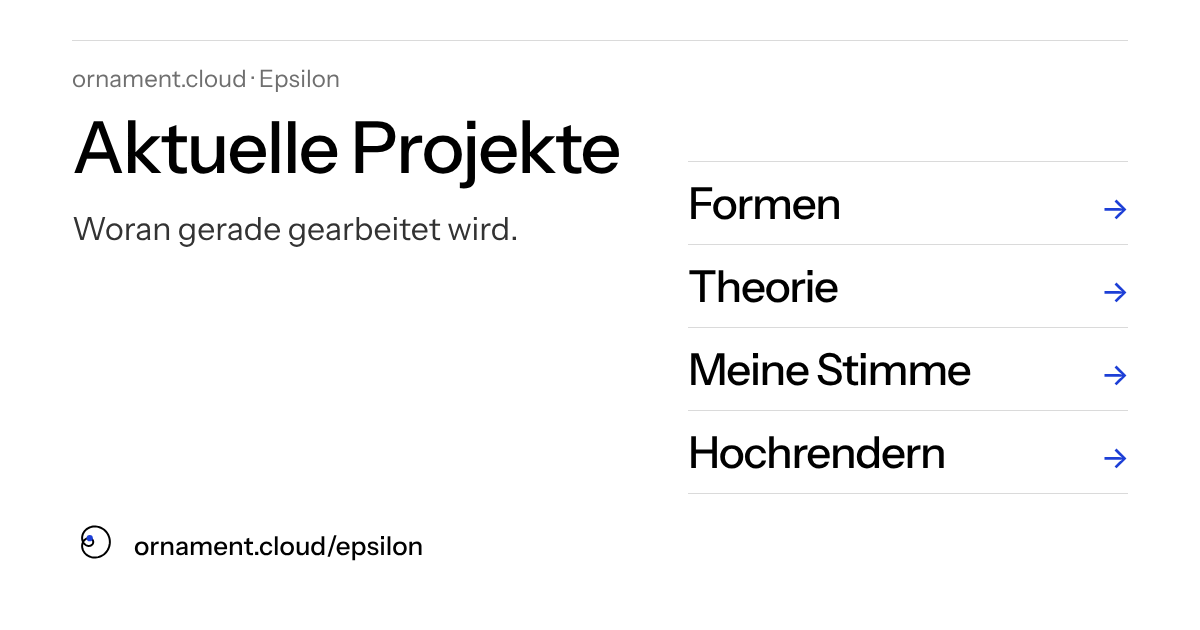 ornament.cloud · Epsilon
Aktuelle Projekte
Woran gerade gearbeitet wird.
Formen →
Theorie →
Meine Stimme →
Hochrendern →
ornament.cloud/epsilon